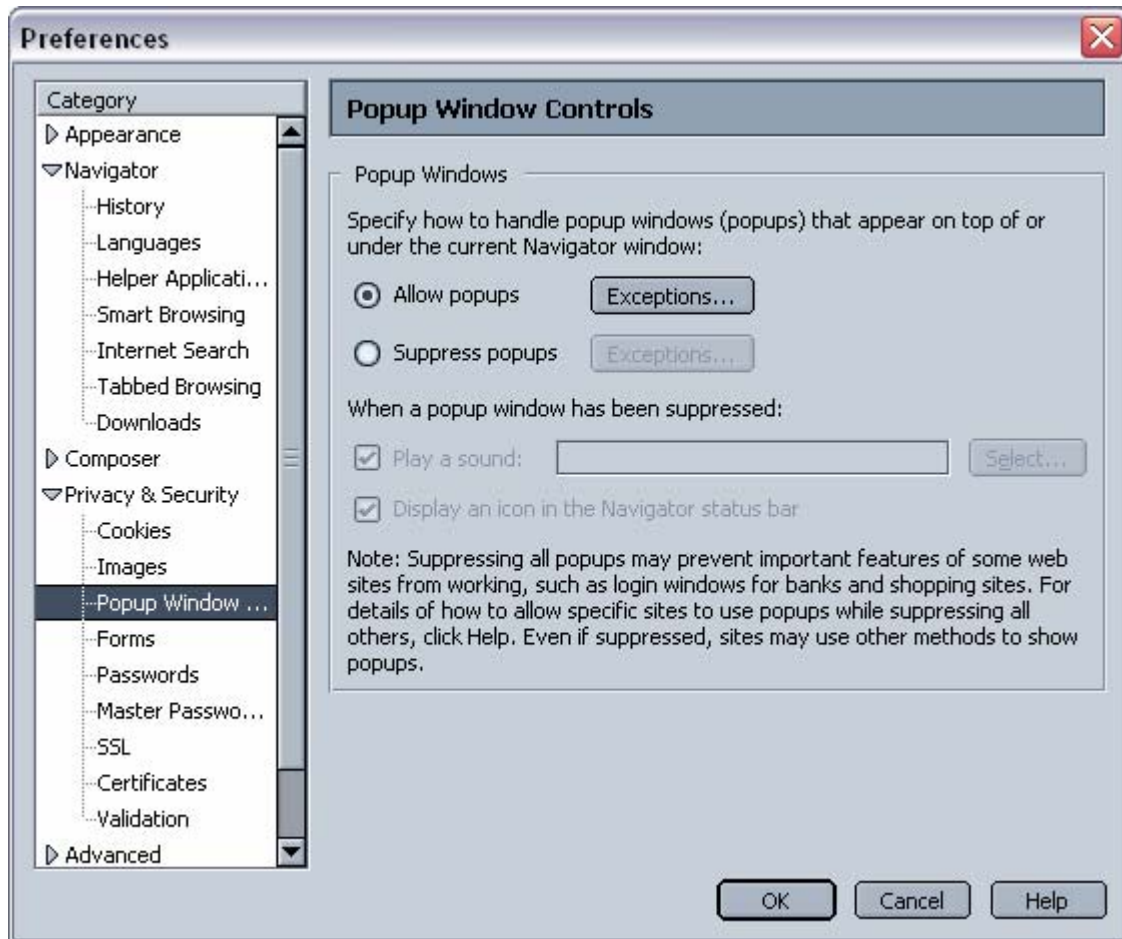 Preferences
Category
Appearance
Navigator
History
Languages
Helper Applicati...
Smart Browsing
Internet Search
Tabbed Browsing
Downloads
Composer
Privacy & Security
Cookies
Images
Popup Window ...
Forms
Passwords
Master Passwo...
SSL
Certificates
Validation
Advanced
Popup Window Controls
Popup Windows
Specify how to handle popup windows (popups) that appear on top of or
under the current Navigator window:
Allow popups Exceptions...
Suppress popups Exceptions...
When a popup window has been suppressed:
Play a sound: Select...
Display an icon in the Navigator status bar
Note: Suppressing all popups may prevent important features of some web
sites from working, such as login windows for banks and shopping sites. For
details of how to allow specific sites to use popups while suppressing all
others, click Help. Even if suppressed, sites may use other methods to show
popups.
OK Cancel Help